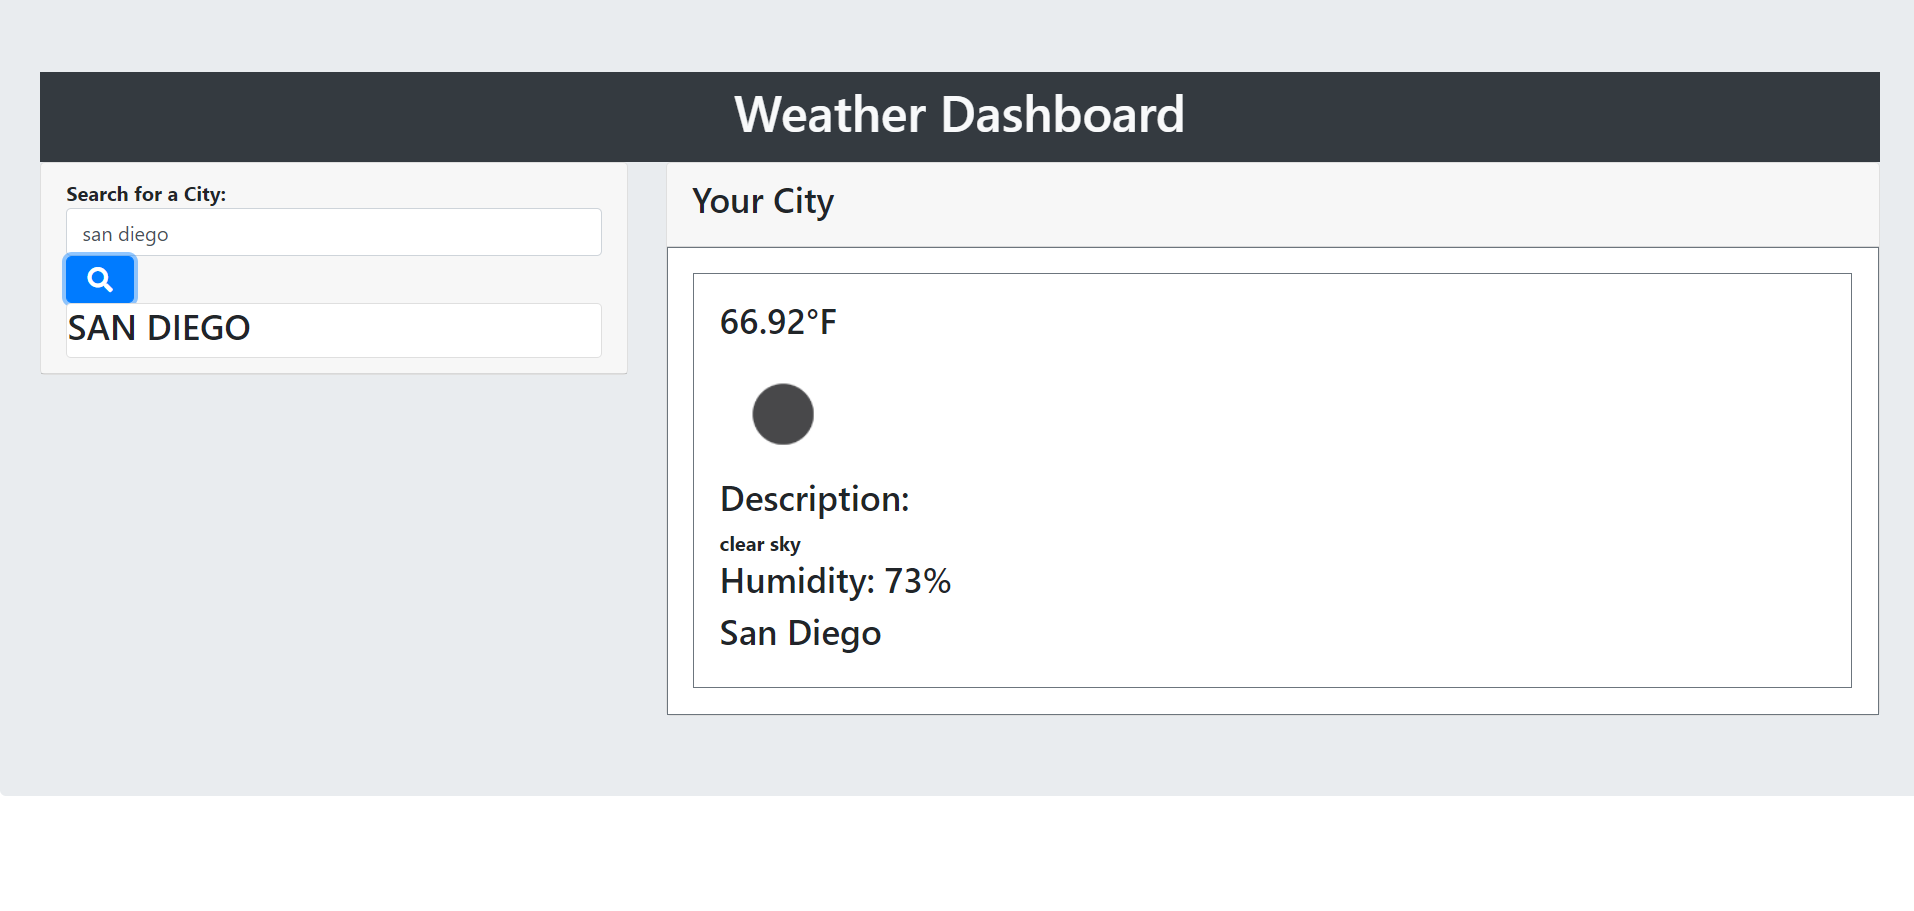 Weather Dashboard
Search for a City:
san diego
SAN DIEGO
Your City
66.92°F
Description:
clear sky
Humidity: 73%
San Diego